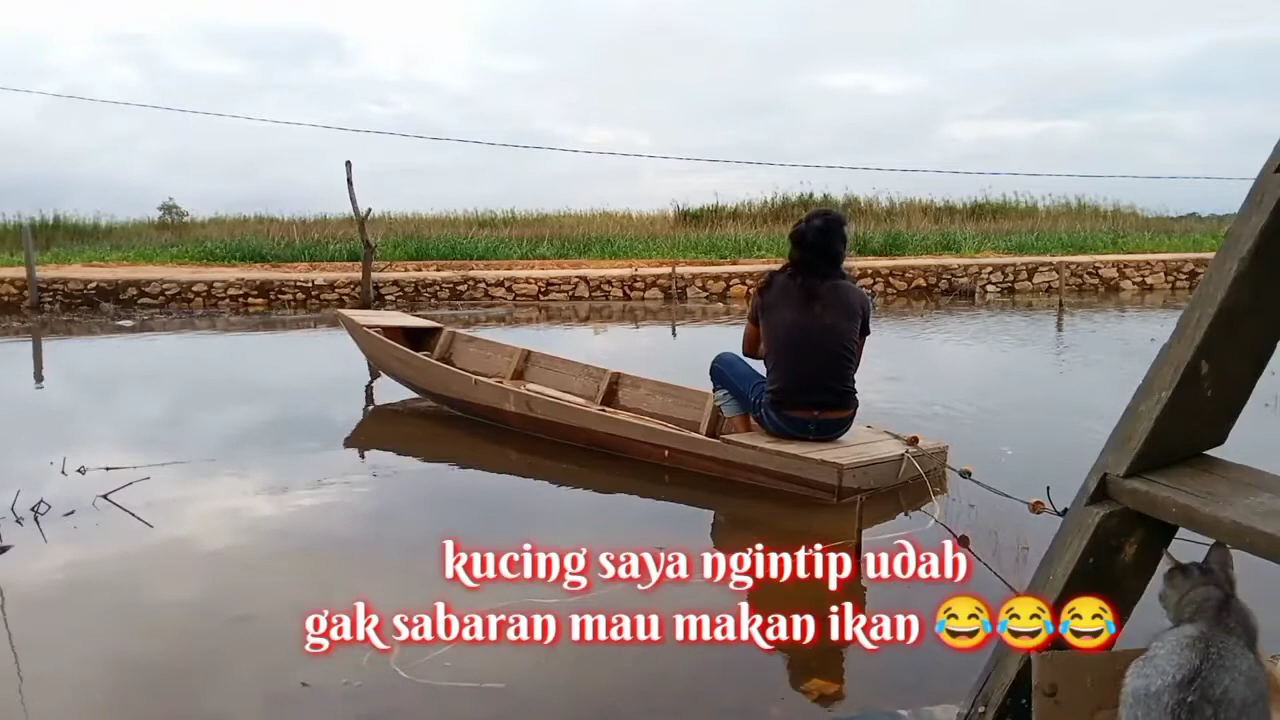 kucing saya ngintip udah
gak sabaran mau makan ikan 😂😂😂